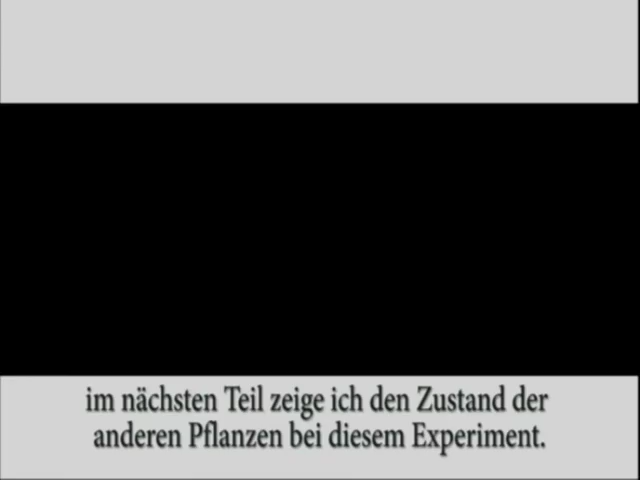 im nächsten Teil zeige ich den Zustand der
anderen Pflanzen bei diesem Experiment.